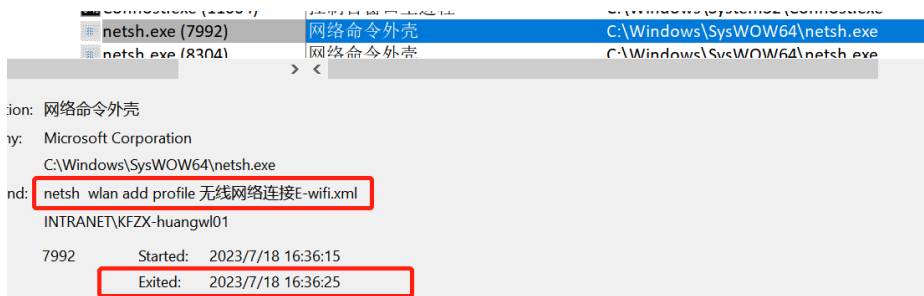 netsh.exe (7992) 网络命令外壳 C:\Windows\SysWOW64\netsh.exe
netsh.exe (8304) 网络命令外壳 C:\Windows\SysWOW64\netsh.exe
tion: 网络命令外壳
ny: Microsoft Corporation
C:\Windows\SysWOW64\netsh.exe
nd: netsh wlan add profile 无线网络连接E-wifi.xml
INTRANET\KFZX-huangwl01
7992 Started: 2023/7/18 16:36:15
Exited: 2023/7/18 16:36:25